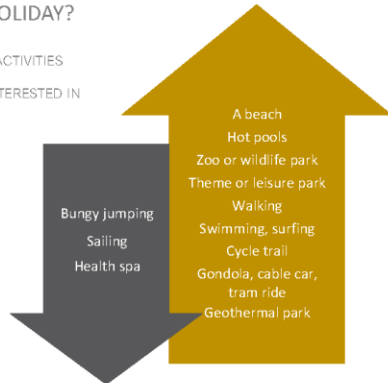 OLIDAY?
ACTIVITIES
TERESTED IN
A beach
Hot pools
Zoo or wildlife park
Theme or leisure park
Walking
Swimming, surfing
Cycle trail
Gondola, cable car,
tram ride
Geothermal park
Bungy jumping
Sailing
Health spa